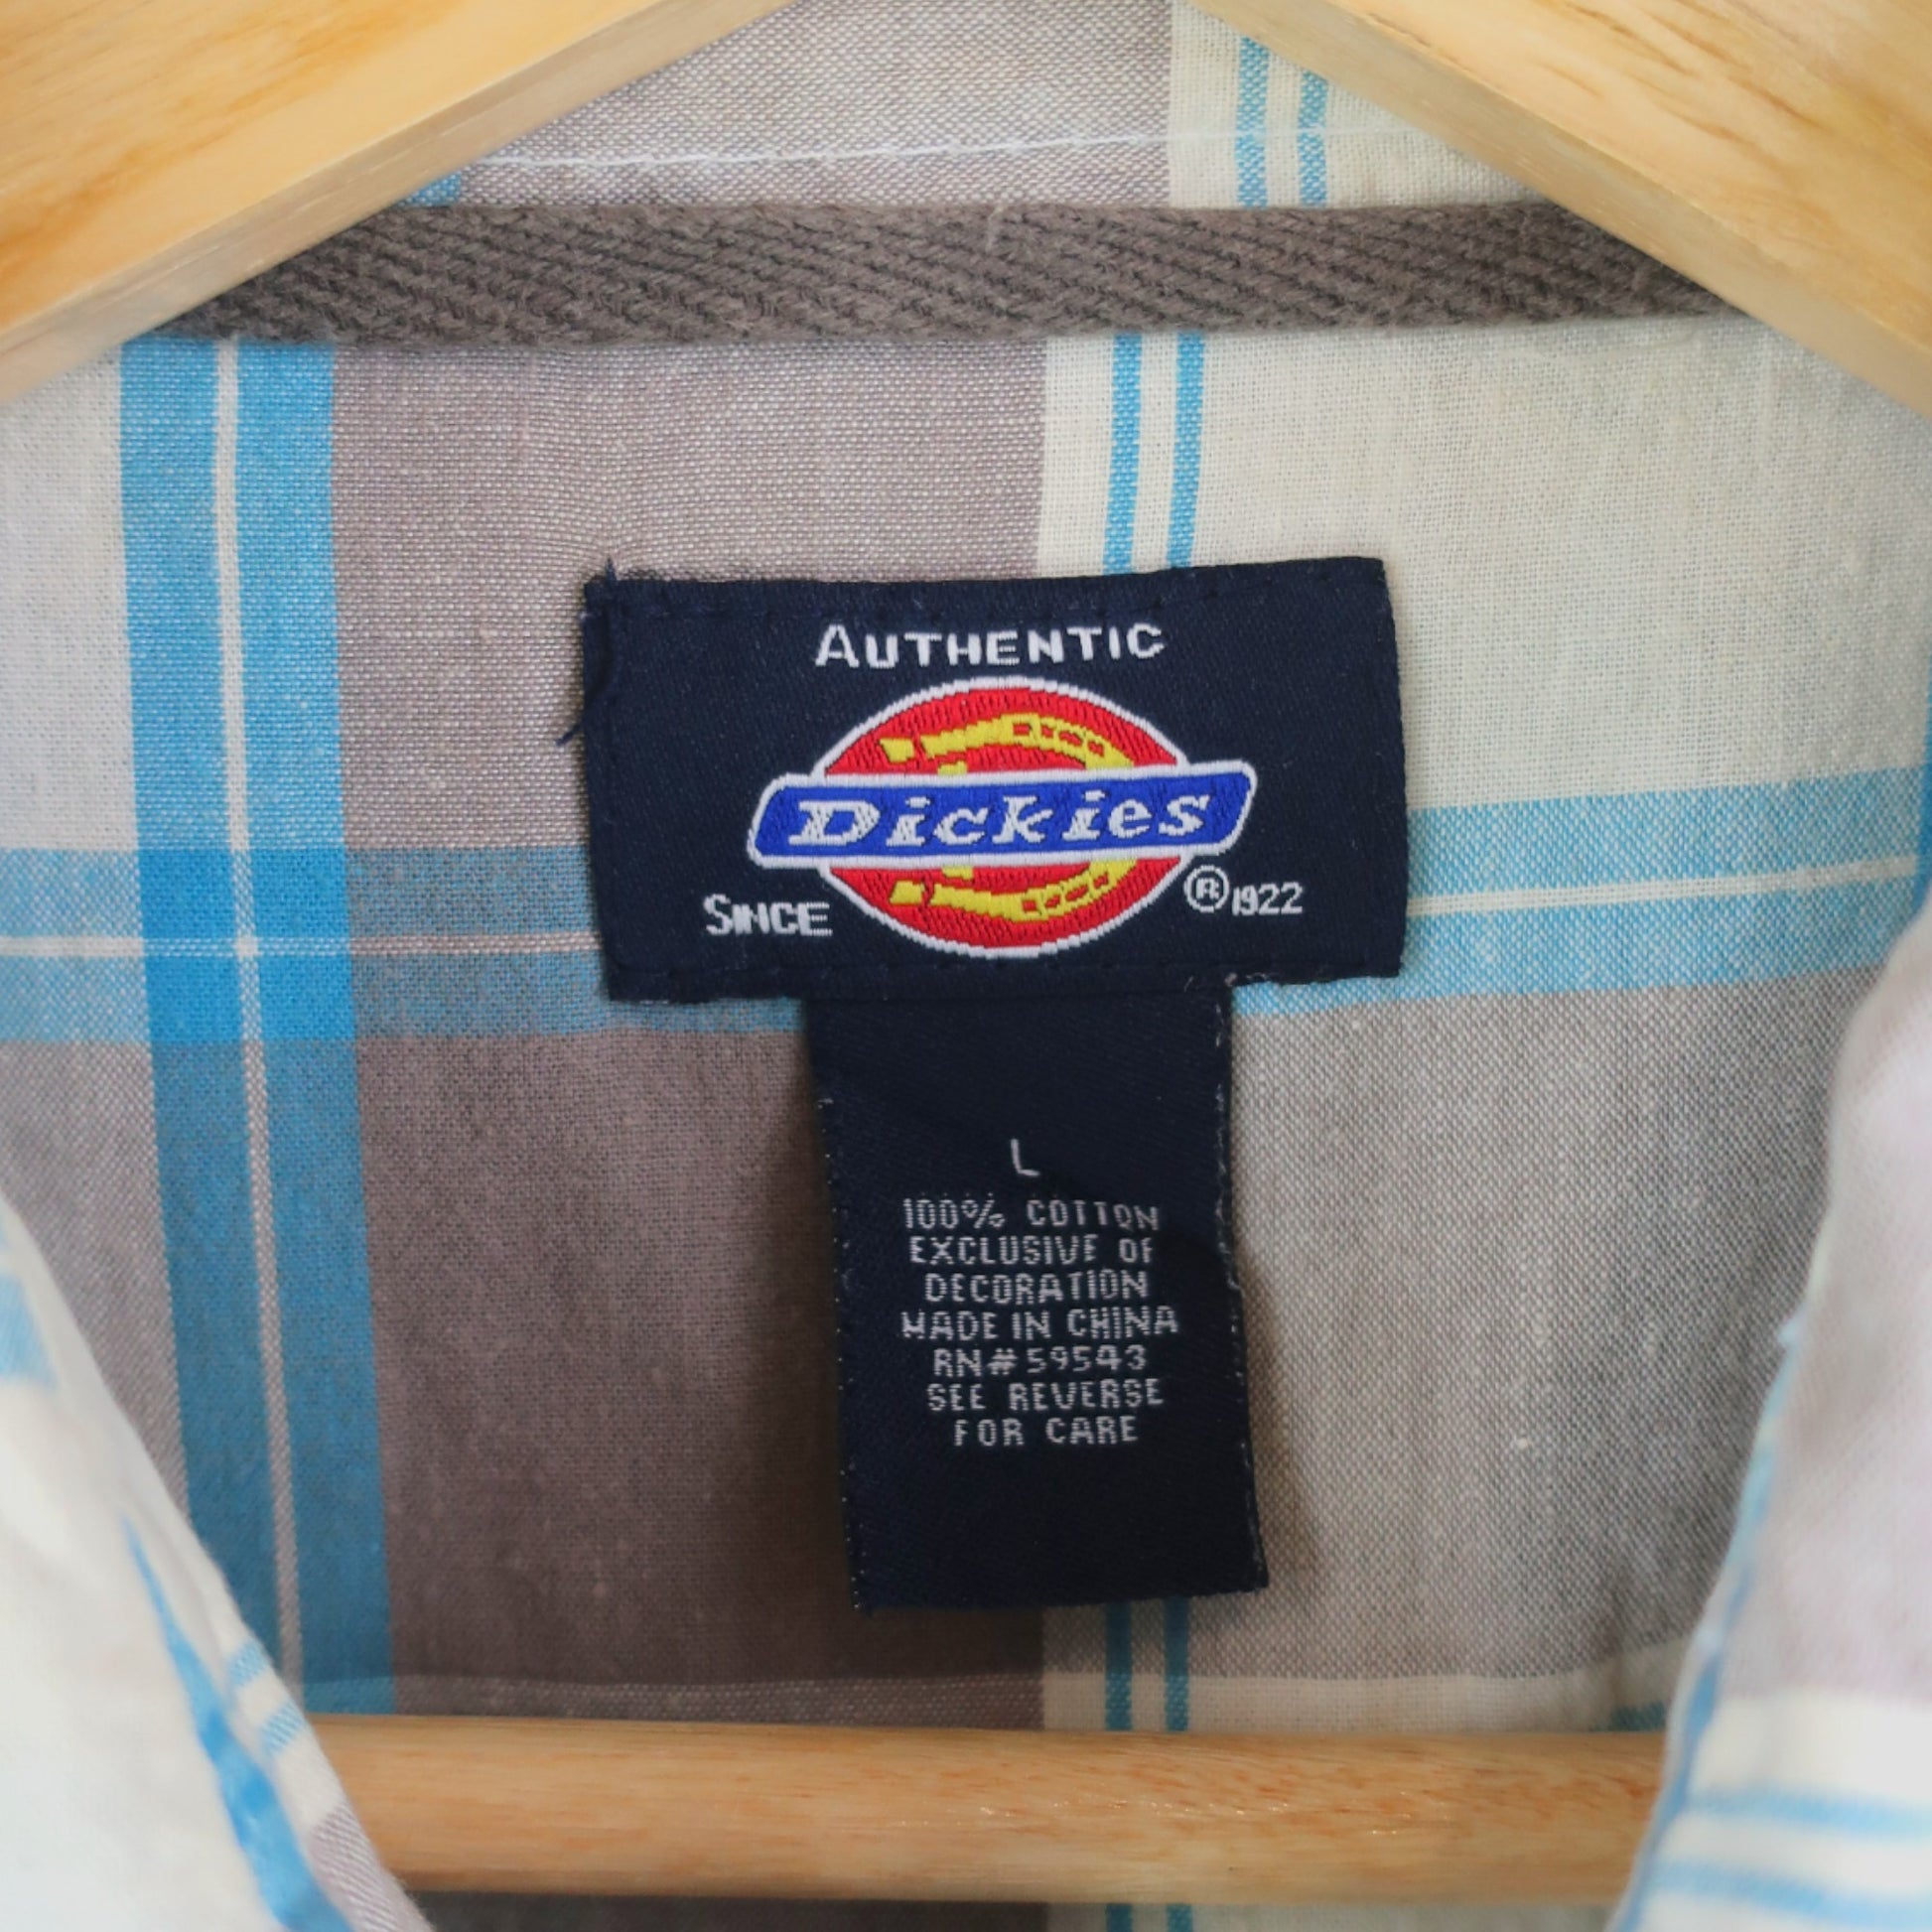 AUTHENTIC
Dickies
SINCE ® 1922
L
100% COTTON
EXCLUSIVE OF
DECORATION
MADE IN CHINA
RN#59543
SEE REVERSE
FOR CARE